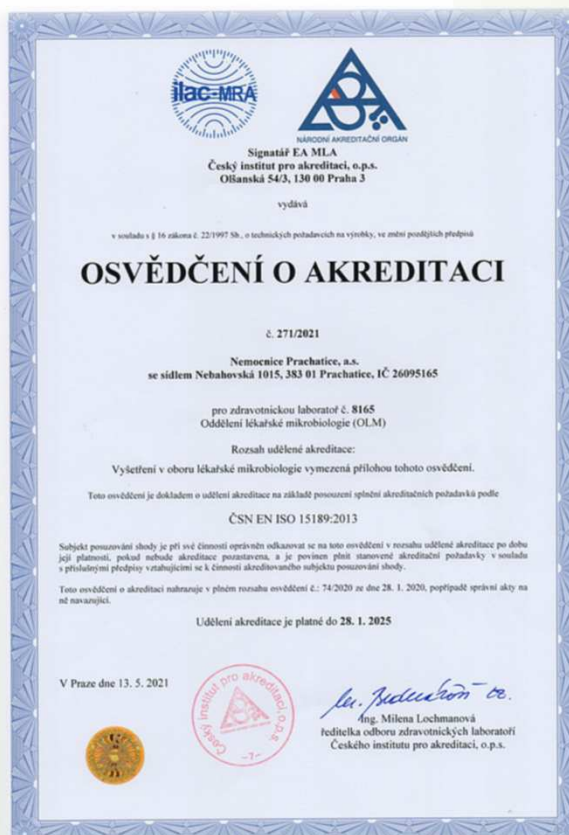 ilac-MRA
NÁRODNÍ AKREDITAČNÍ ORGÁN
Signatář EA MLA
Český institut pro akreditaci, o.p.s.
Olšanská 54/3, 130 00 Praha 3
vydává
v souladu s § 16 zákona č. 22/1997 Sb., o technických požadavcích na výrobky, ve znění pozdějších předpisů
OSVĚDČENÍ O AKREDITACI
č. 271/2021
Nemocnice Prachatice, a.s.
se sídlem Nebahovská 1015, 383 01 Prachatice, IČ 26095165
pro zdravotnickou laboratoř č. 8165
Oddělení lékařské mikrobiologie (OLM)
Rozsah udělené akreditace:
Vyšetření v oboru lékařské mikrobiologie vymezená přílohou tohoto osvědčení.
Toto osvědčení je dokladem o udělení akreditace na základě posouzení splnění akreditačních požadavků podle
ČSN EN ISO 15189:2013
Subjekt posuzování shody je při své činnosti oprávněn odkazovat se na toto osvědčení v rozsahu udělené akreditace po dobu
její platnosti, pokud nebude akreditace pozastavena, a je povinen plnit stanovené akreditační požadavky v souladu
s příslušnými předpisy vztahujícími se k činnosti akreditovaného subjektu posuzování shody.
Toto osvědčení o akreditaci nahrazuje v plném rozsahu osvědčení č.: 74/2020 ze dne 28. 1. 2020, popřípadě správní akty na
ně navazující.
Udělení akreditace je platné do 28. 1. 2025
V Praze dne 13. 5. 2021
Český institut pro akreditaci, o.p.s.
-7-
Ing. Milena Lochmanová
ředitelka odboru zdravotnických laboratoří
Českého institutu pro akreditaci, o.p.s.